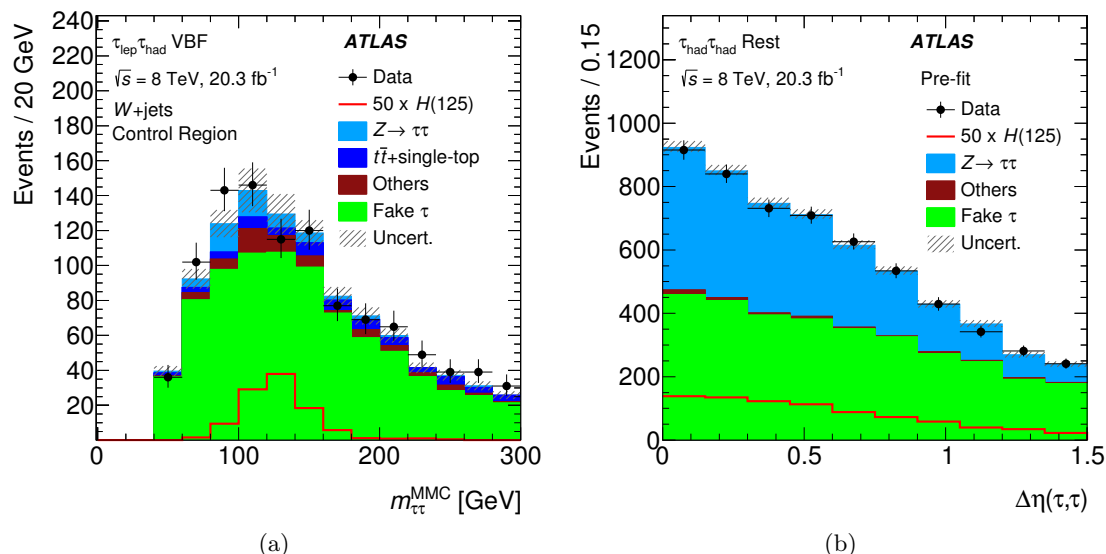 τlepτhad VBF
ATLAS
√s = 8 TeV, 20.3 fb-1
W+jets
Control Region
Data
50 x H(125)
Z→ ττ
tt̄+single-top
Others
Fake τ
Uncert.
Events / 20 GeV
240
220
200
180
160
140
120
100
80
60
40
20
0 100 200 300
mττMMC [GeV]
(a)
τhadτhad Rest
ATLAS
√s = 8 TeV, 20.3 fb-1
Pre-fit
Data
50 x H(125)
Z→ ττ
Others
Fake τ
Uncert.
Events / 0.15
1200
1000
800
600
400
200
0
0 0.5 1 1.5
Δη(τ,τ)
(b)